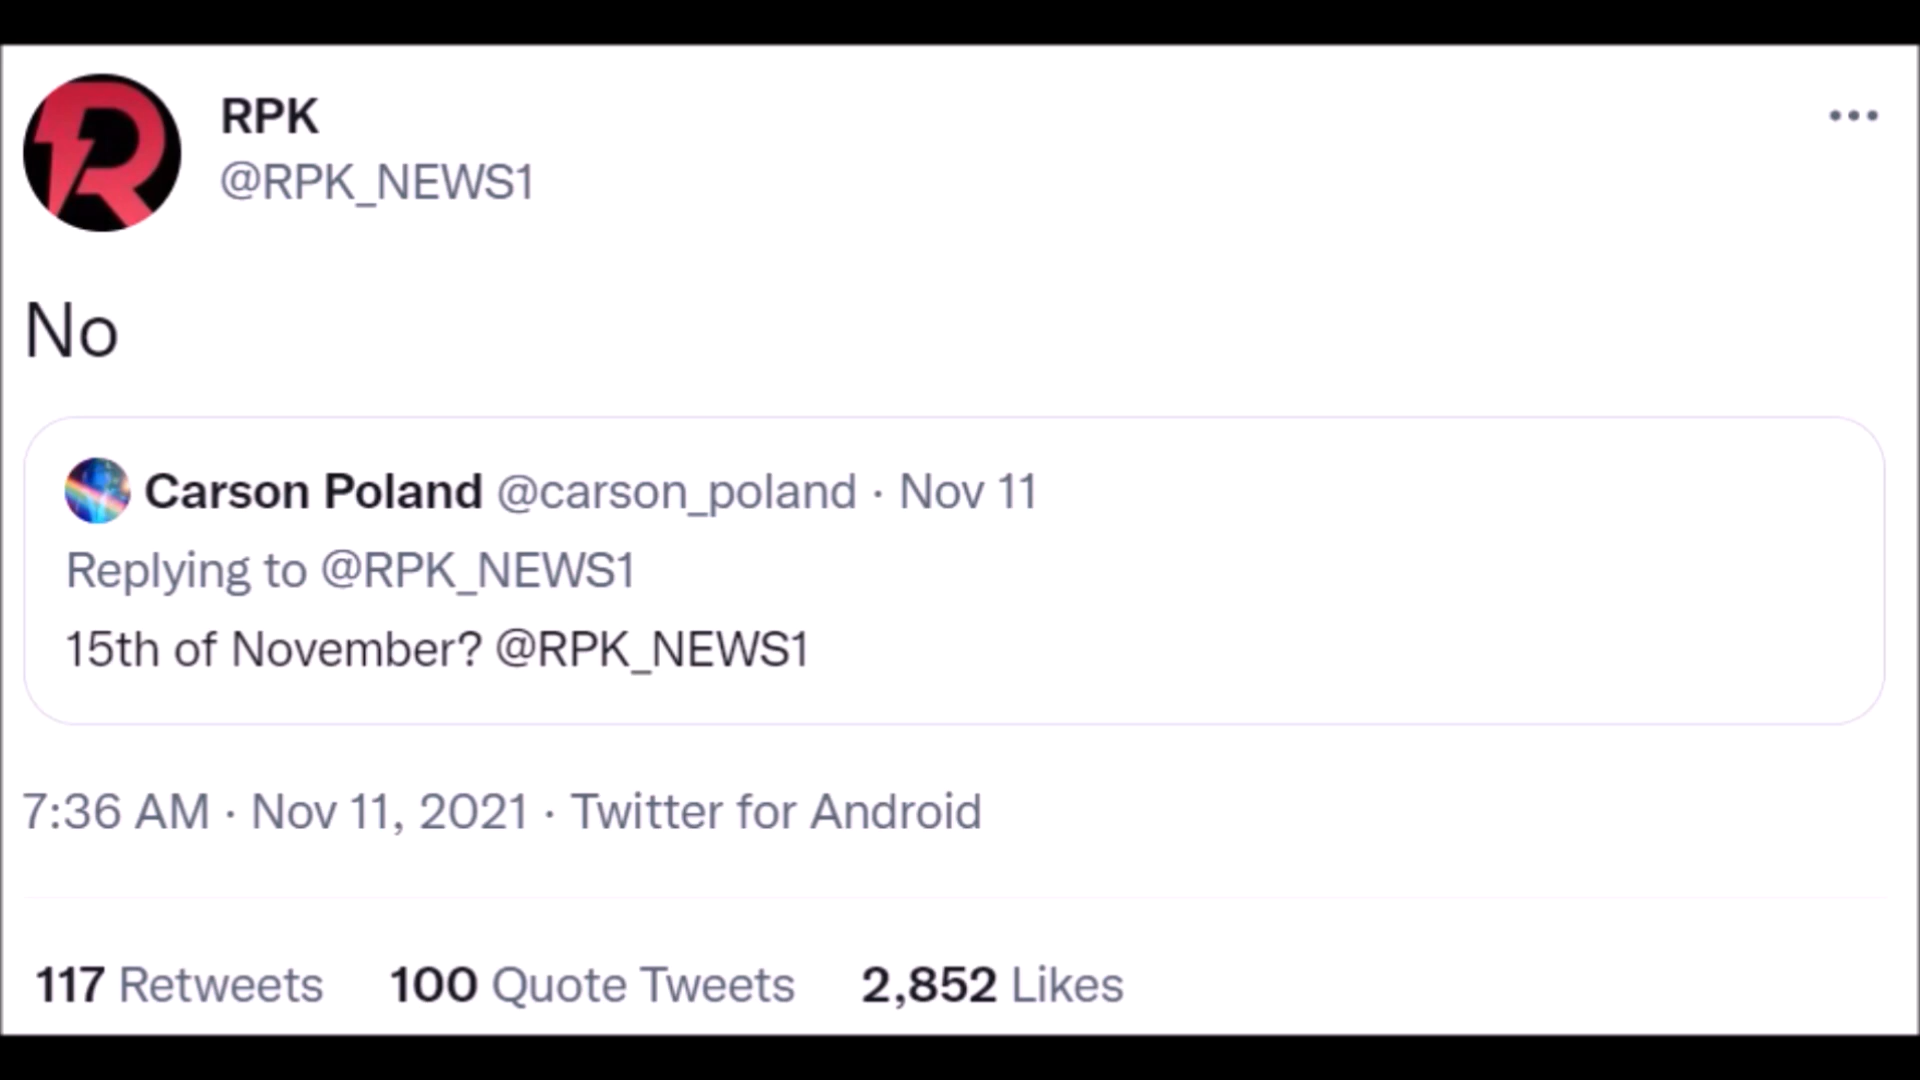 RPK
@RPK_NEWS1
No
Carson Poland @carson_poland · Nov 11
Replying to @RPK_NEWS1
15th of November? @RPK_NEWS1
7:36 AM · Nov 11, 2021 · Twitter for Android
117 Retweets 100 Quote Tweets 2,852 Likes